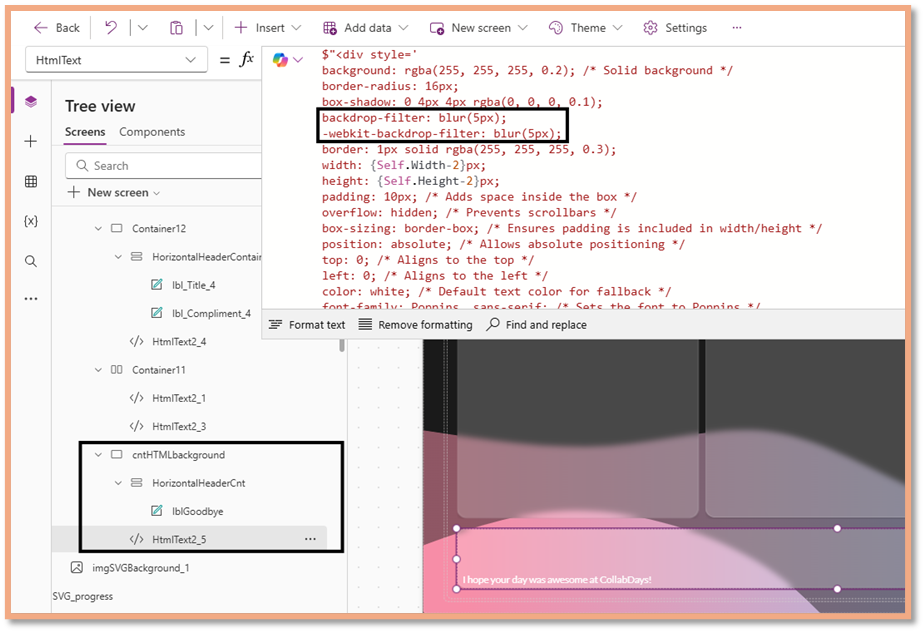 Back Insert Add data New screen Theme Settings ...
HtmlText = fx
$"<div style='
background: rgba(255, 255, 255, 0.2); /* Solid background */
border-radius: 16px;
box-shadow: 0 4px 4px rgba(0, 0, 0, 0.1);
backdrop-filter: blur(5px);
-webkit-backdrop-filter: blur(5px);
border: 1px solid rgba(255, 255, 255, 0.3);
width: {Self.Width-2}px;
height: {Self.Height-2}px;
padding: 10px; /* Adds space inside the box */
overflow: hidden; /* Prevents scrollbars */
box-sizing: border-box; /* Ensures padding is included in width/height */
position: absolute; /* Allows absolute positioning */
top: 0; /* Aligns to the top */
left: 0; /* Aligns to the left */
color: white; /* Default text color for fallback */
font-family: Poppins, sans-serif; /* Sets the font to Poppins */
Format text Remove formatting Find and replace
Tree view
Screens Components
Search
New screen
Container12
HorizontalHeaderContain
lbl_Title_4
lbl_Compliment_4
HtmlText2_4
Container11
HtmlText2_1
HtmlText2_3
cntHTMLbackground
HorizontalHeaderCnt
lblGoodbye
HtmlText2_5 ...
imgSVGBackground_1
SVG_progress
I hope your day was awesome at CollabDays!